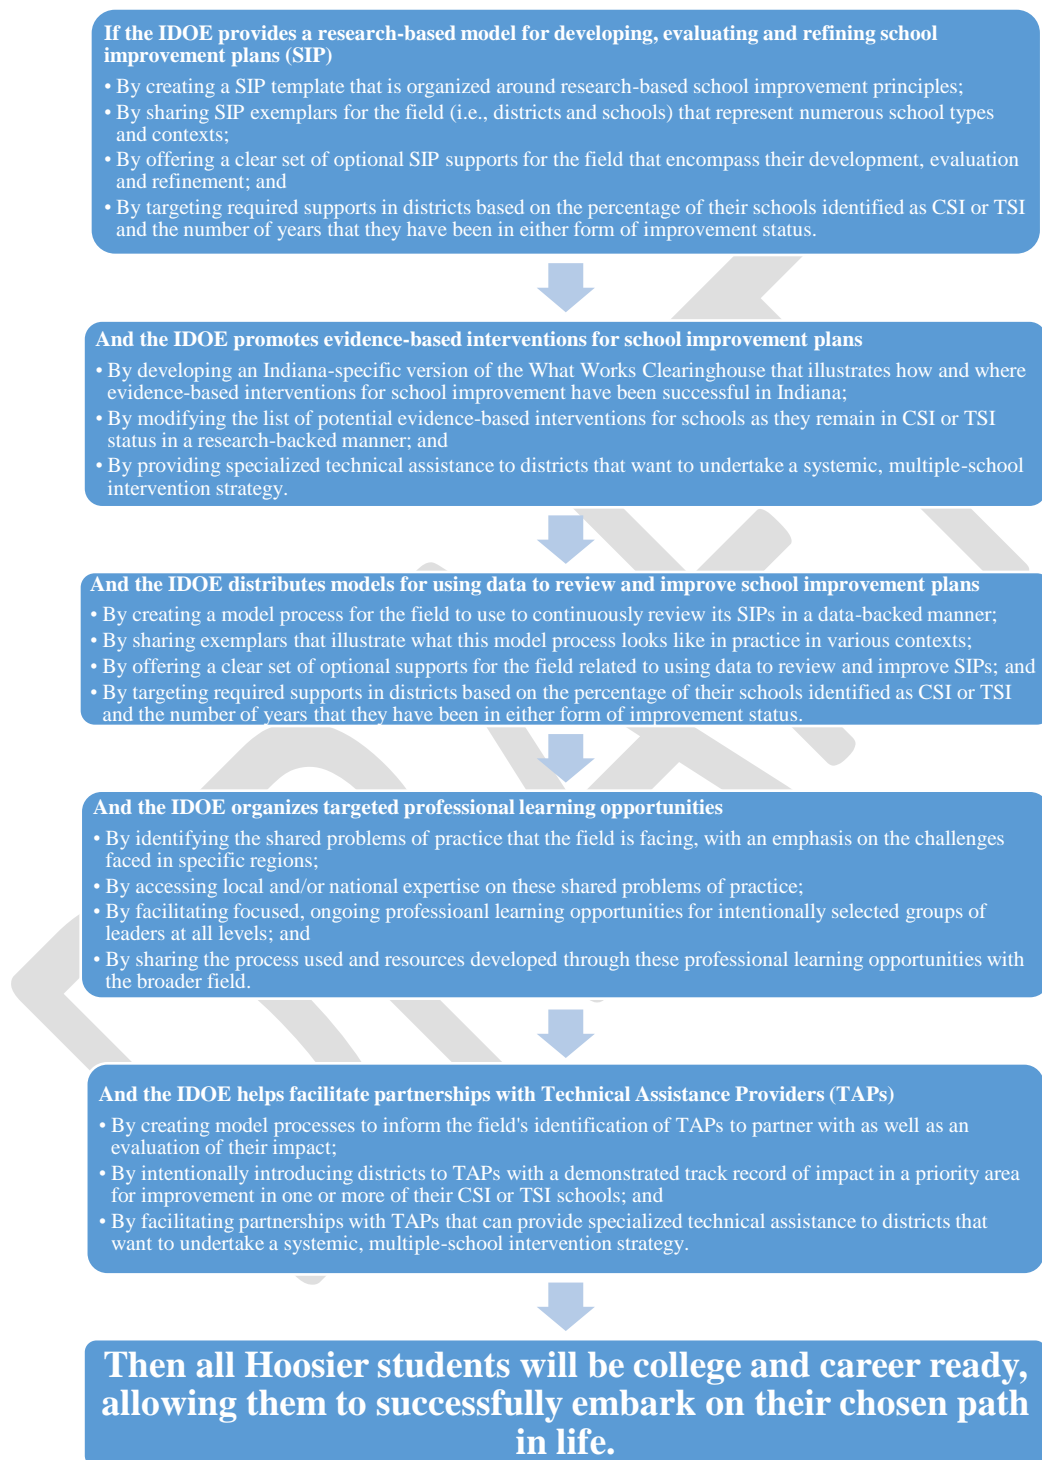 If the IDOE provides a research-based model for developing, evaluating and refining school
improvement plans (SIP)
• By creating a SIP template that is organized around research-based school improvement principles;
• By sharing SIP exemplars for the field (i.e., districts and schools) that represent numerous school types
and contexts;
• By offering a clear set of optional SIP supports for the field that encompass their development, evaluation
and refinement; and
• By targeting required supports in districts based on the percentage of their schools identified as CSI or TSI
and the number of years that they have been in either form of improvement status.
And the IDOE promotes evidence-based interventions for school improvement plans
• By developing an Indiana-specific version of the What Works Clearinghouse that illustrates how and where
evidence-based interventions for school improvement have been successful in Indiana;
• By modifying the list of potential evidence-based interventions for schools as they remain in CSI or TSI
status in a research-backed manner; and
• By providing specialized technical assistance to districts that want to undertake a systemic, multiple-school
intervention strategy.
And the IDOE distributes models for using data to review and improve school improvement plans
• By creating a model process for the field to use to continuously review its SIPs in a data-backed manner;
• By sharing exemplars that illustrate what this model process looks like in practice in various contexts;
• By offering a clear set of optional supports for the field related to using data to review and improve SIPs; and
• By targeting required supports in districts based on the percentage of their schools identified as CSI or TSI
and the number of years that they have been in either form of improvement status.
And the IDOE organizes targeted professional learning opportunities
• By identifying the shared problems of practice that the field is facing, with an emphasis on the challenges
faced in specific regions;
• By accessing local and/or national expertise on these shared problems of practice;
• By facilitating focused, ongoing professioanl learning opportunities for intentionally selected groups of
leaders at all levels; and
• By sharing the process used and resources developed through these professional learning opportunities with
the broader field.
And the IDOE helps facilitate partnerships with Technical Assistance Providers (TAPs)
• By creating model processes to inform the field's identification of TAPs to partner with as well as an
evaluation of their impact;
• By intentionally introducing districts to TAPs with a demonstrated track record of impact in a priority area
for improvement in one or more of their CSI or TSI schools; and
• By facilitating partnerships with TAPs that can provide specialized technical assistance to districts that
want to undertake a systemic, multiple-school intervention strategy.
Then all Hoosier students will be college and career ready,
allowing them to successfully embark on their chosen path
in life.